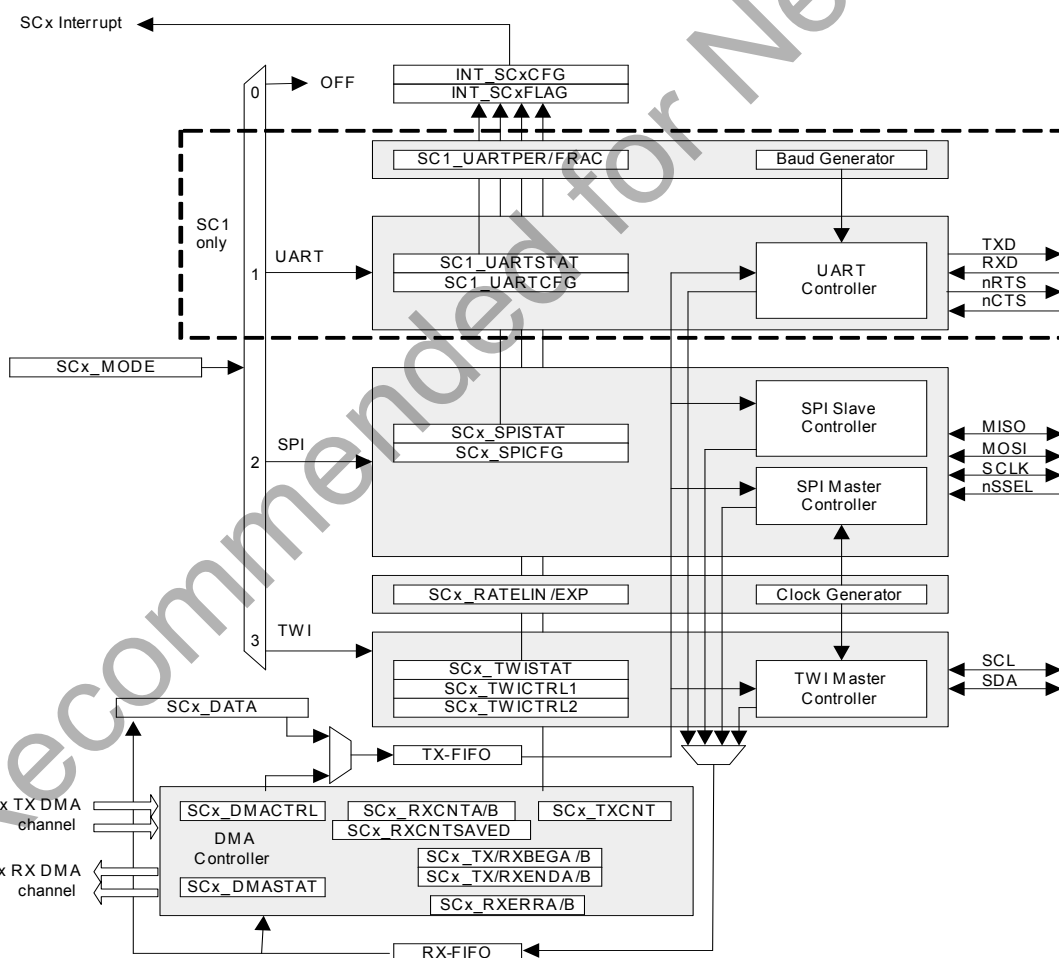 SCx Interrupt
INT_SCxCFG
INT_SCxFLAG
0
OFF
SC1_UARTPER/FRAC
Baud Generator
SC1
only
UART
1
SC1_UARTSTAT
SC1_UARTCFG
UART
Controller
TXD
RXD
nRTS
nCTS
SCx_MODE
SPI
2
SCx_SPISTAT
SCx_SPICFG
SPI Slave
Controller
SPI Master
Controller
MISO
MOSI
SCLK
nSSEL
SCx_RATELIN/EXP
Clock Generator
3
TWI
SCx_TWISTAT
SCx_TWICTRL1
SCx_TWICTRL2
TWI Master
Controller
SCL
SDA
SCx_DATA
TX-FIFO
x TX DMA
channel
SCx_DMACTRL
SCx_RXCNTA/B
SCx_TXCNT
SCx_RXCNTSAVED
DMA
Controller
SCx_TX/RXBEGA/B
SCx_TX/RXENDA/B
x RX DMA
channel
SCx_DMASTAT
SCx_RXERRA/B
RX-FIFO
ecommended for Ne